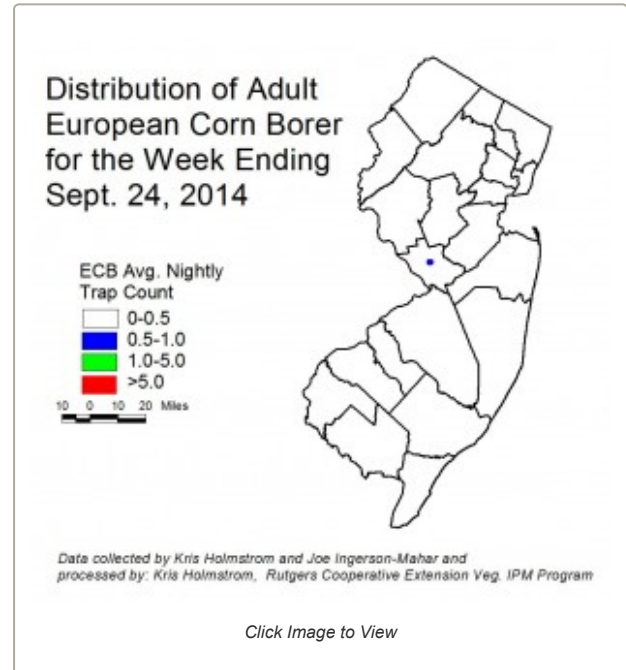 Distribution of Adult
European Corn Borer
for the Week Ending
Sept. 24, 2014
ECB Avg. Nightly
Trap Count
0-0.5
0.5-1.0
1.0-5.0
>5.0
10 0 10 20 Miles
Data collected by Kris Holmstrom and Joe Ingerson-Mahar and
processed by: Kris Holmstrom, Rutgers Cooperative Extension Veg. IPM Program
Click Image to View